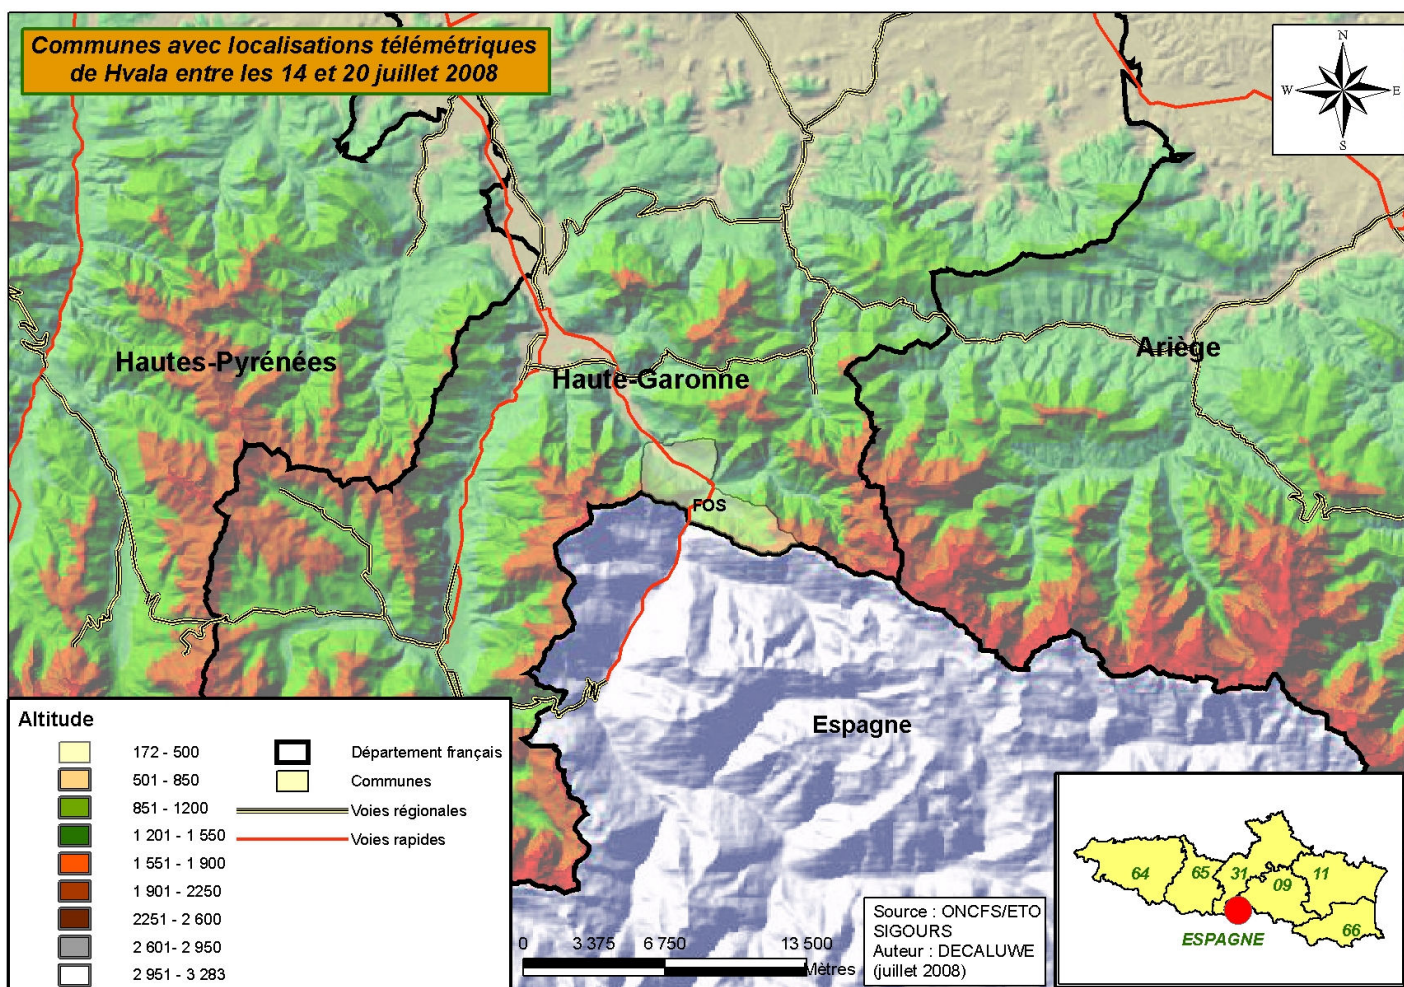 Communes avec localisations télémétriques
de Hvala entre les 14 et 20 juillet 2008
N
W
E
S
Hautes-Pyrénées
Haute-Garonne
Ariège
FOS
Espagne
Altitude
172 - 500
501 - 850
851 - 1200
1 201 - 1 550
1 551 - 1 900
1 901 - 2250
2251 - 2 600
2 601- 2 950
2 951 - 3 283
Département français
Communes
Voies régionales
Voies rapides
0 3 375 6 750 13 500
Mètres
Source : ONCFS/ETO
SIGOURS
Auteur : DECALUWE
(juillet 2008)
64
65
31
09
11
66
ESPAGNE